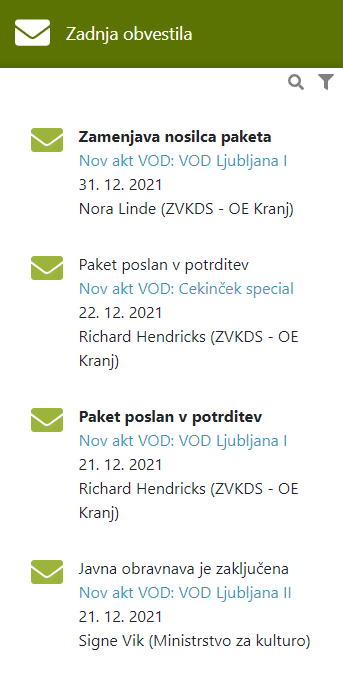 Zadnja obvestila
Zamenjava nosilca paketa
Nov akt VOD: VOD Ljubljana I
31. 12. 2021
Nora Linde (ZVKDS - OE Kranj)
Paket poslan v potrditev
Nov akt VOD: Cekinček special
22. 12. 2021
Richard Hendricks (ZVKDS - OE
Kranj)
Paket poslan v potrditev
Nov akt VOD: VOD Ljubljana I
21. 12. 2021
Richard Hendricks (ZVKDS - OE
Kranj)
Javna obravnava je zaključena
Nov akt VOD: VOD Ljubljana II
21. 12. 2021
Signe Vik (Ministrstvo za kulturo)